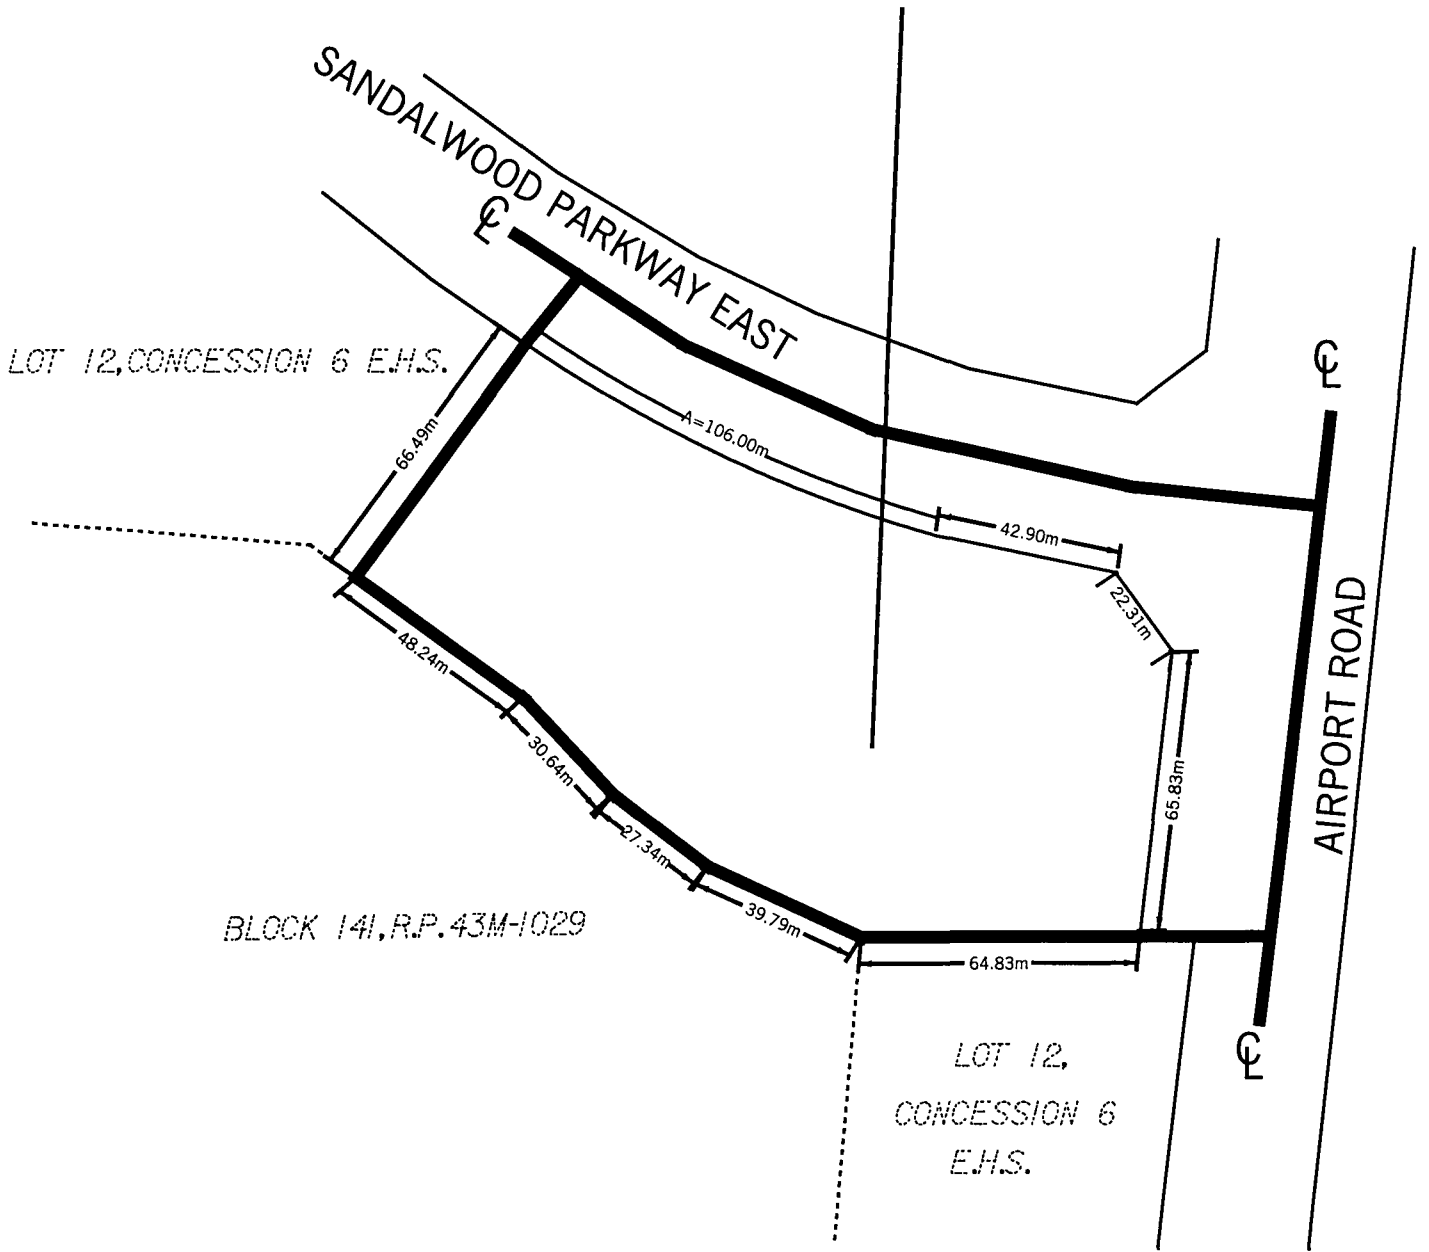 SANDALWOOD PARKWAY EAST
℄
LOT 12, CONCESSION 6 E.H.S.
℄
66.49m
A=106.00m
42.90m
22.31m
AIRPORT ROAD
48.24m
30.64m
65.83m
27.34m
39.79m
BLOCK 141, R.P. 43M-1029
64.83m
℄
LOT 12,
CONCESSION 6
E.H.S.